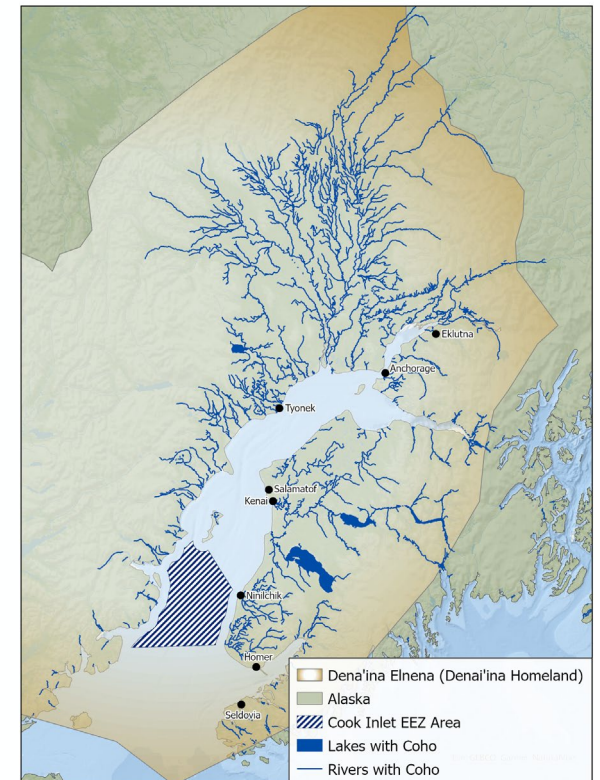 Eklutna
Anchorage
Tyonek
Salamatof
Kenai
Ninilchik
Homer
Seldovia
Dena'ina Elnena (Denai'ina Homeland)
Alaska
Cook Inlet EEZ Area
Lakes with Coho
Rivers with Coho